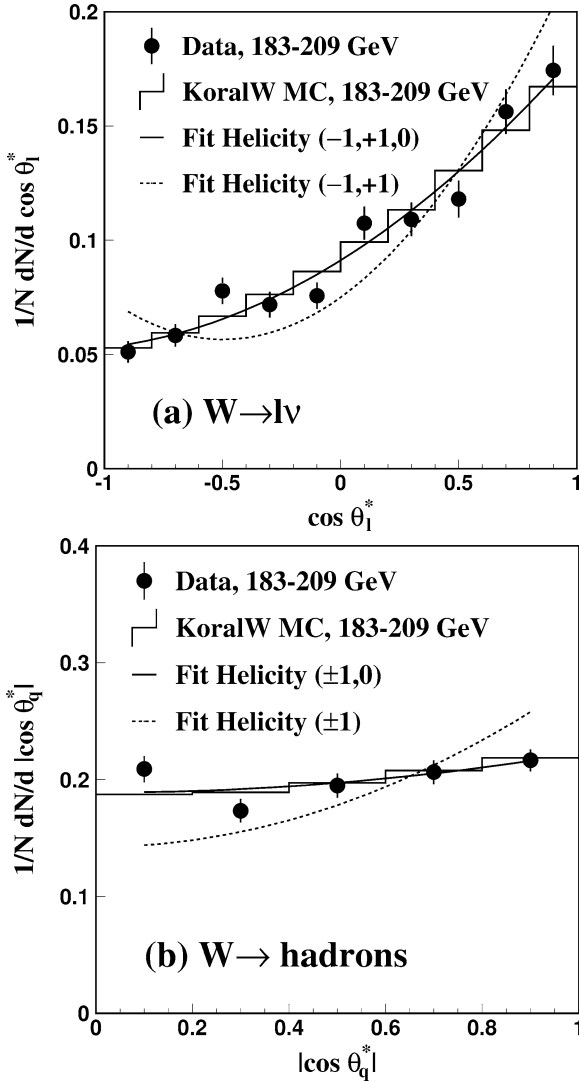 0.2
Data, 183-209 GeV
KoralW MC, 183-209 GeV
Fit Helicity (−1,+1,0)
Fit Helicity (−1,+1)
0.15
0.1
0.05
0
1/N dN/d cos θ*l
(a) W→lν
-1 -0.5 0 0.5 1
cos θ*l
0.4
Data, 183-209 GeV
KoralW MC, 183-209 GeV
Fit Helicity (±1,0)
Fit Helicity (±1)
0.3
0.2
0.1
0
1/N dN/d |cos θ*q|
(b) W→ hadrons
0 0.2 0.4 0.6 0.8 1
|cos θ*q|